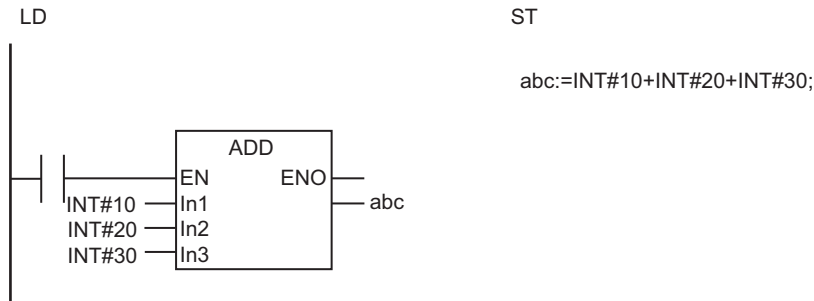 LD
ST
abc:=INT#10+INT#20+INT#30;
ADD
EN ENO
INT#10 In1 abc
INT#20 In2
INT#30 In3